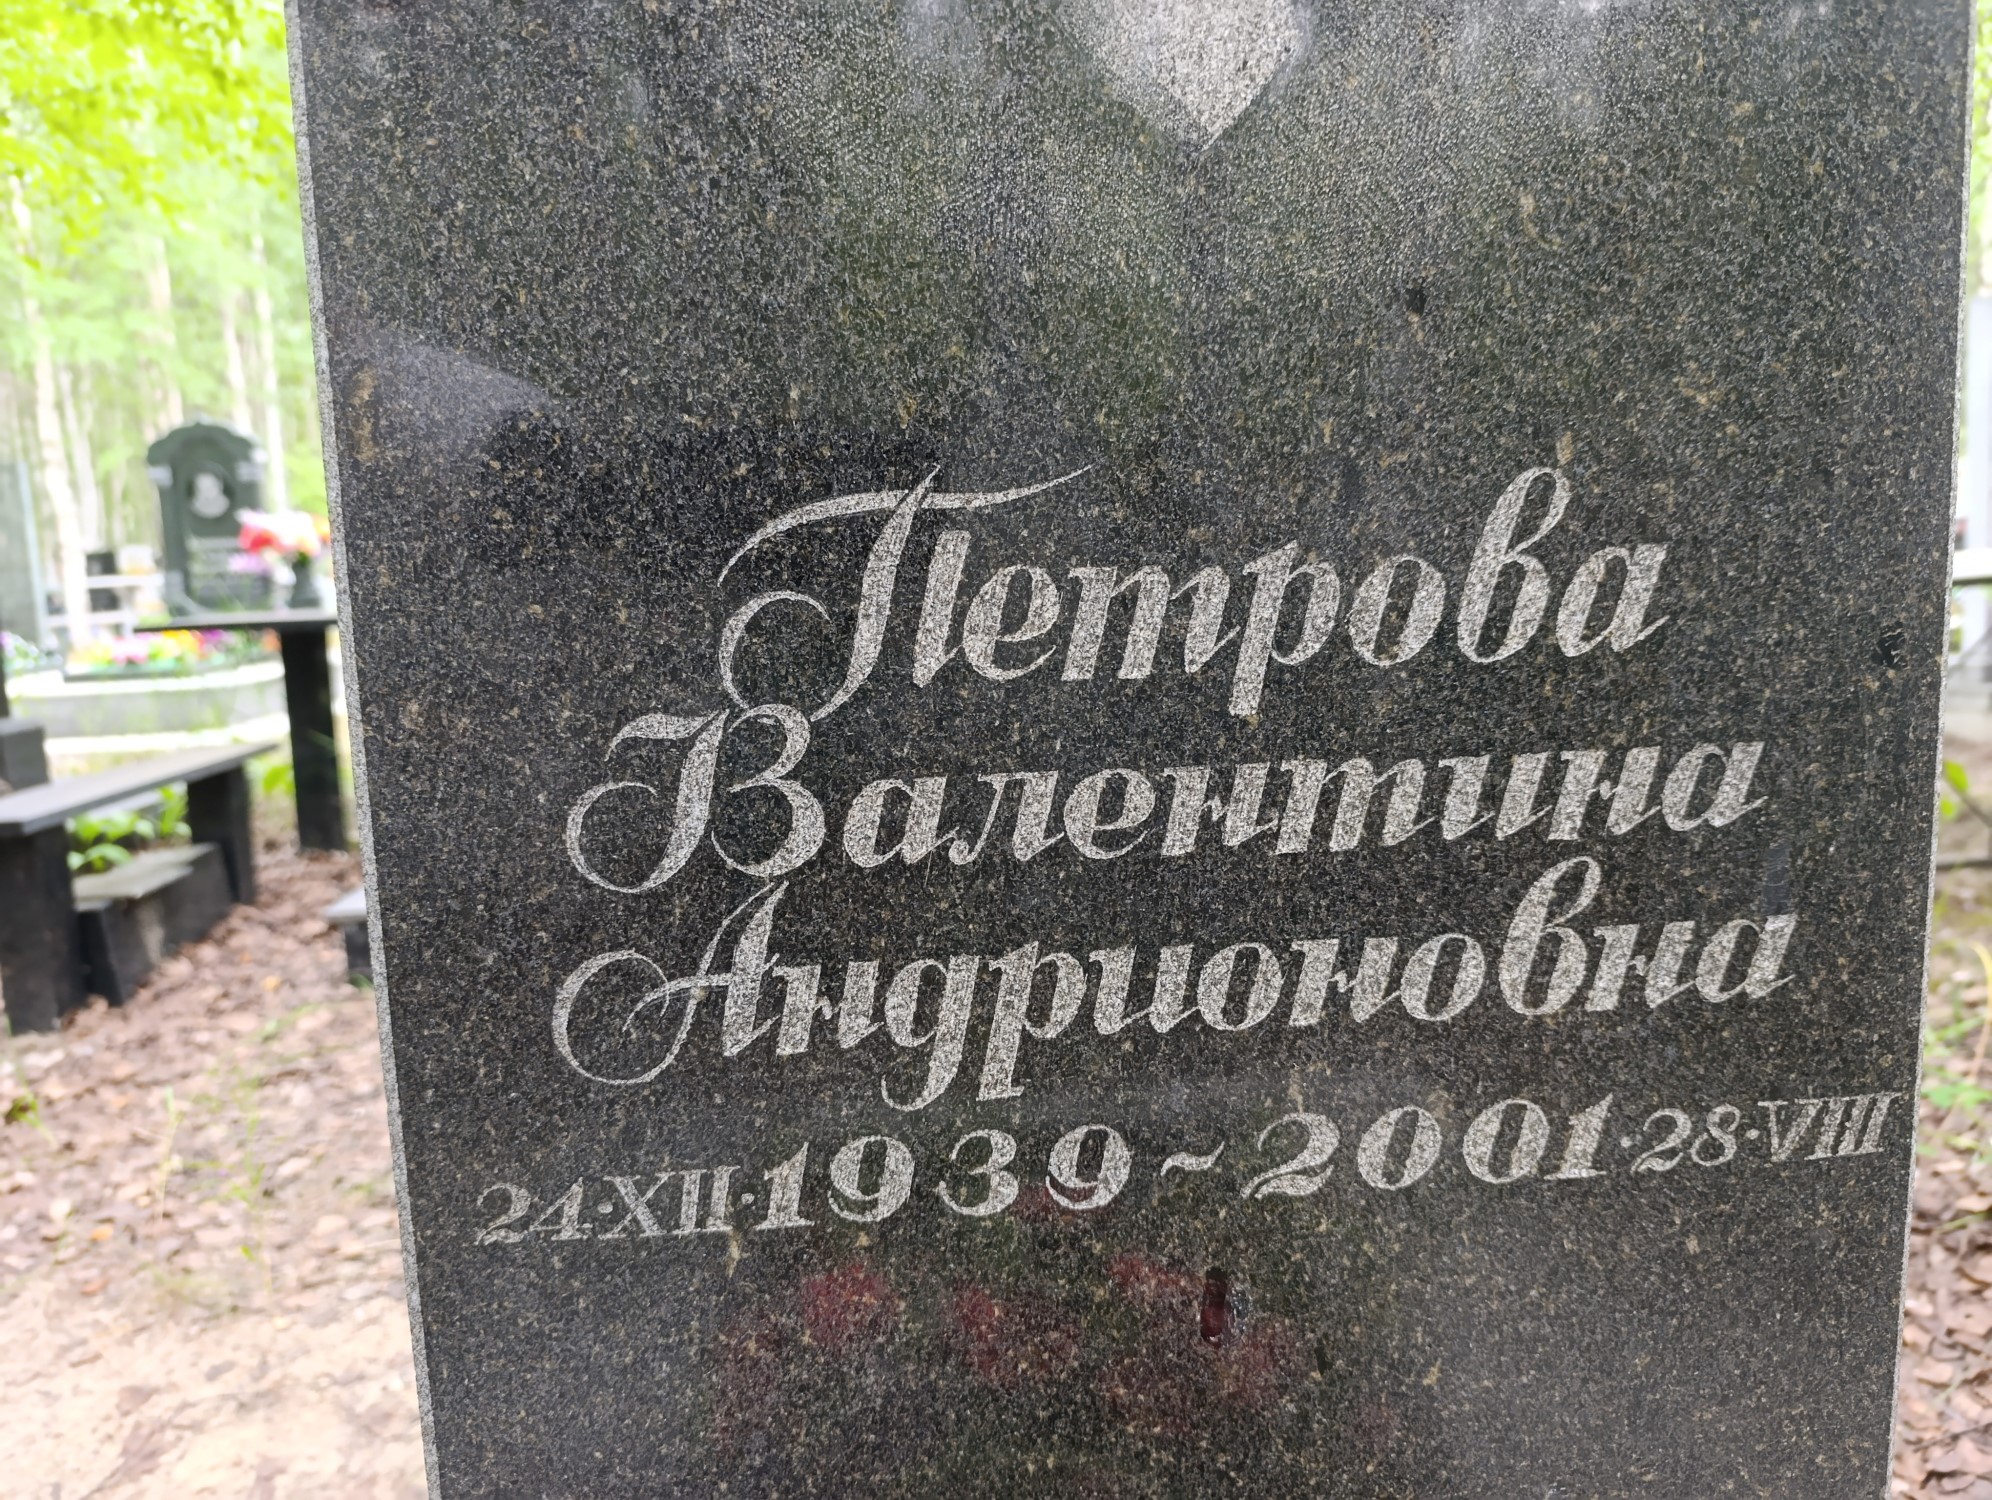 Петрова
Валентина
Андрионовна
24·XII·1939~2001·28·VIII